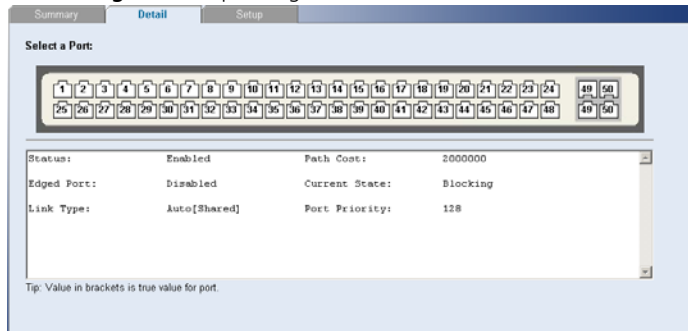 Summary Detail Setup
Select a Port:
1 2 3 4 5 6 7 8 9 10 11 12 13 14 15 16 17 18 19 20 21 22 23 24 49 50
25 26 27 28 29 30 31 32 33 34 35 36 37 38 39 40 41 42 43 44 45 46 47 48 49 50
Status: Enabled Path Cost: 2000000
Edged Port: Disabled Current State: Blocking
Link Type: Auto[Shared] Port Priority: 128
Tip: Value in brackets is true value for port.